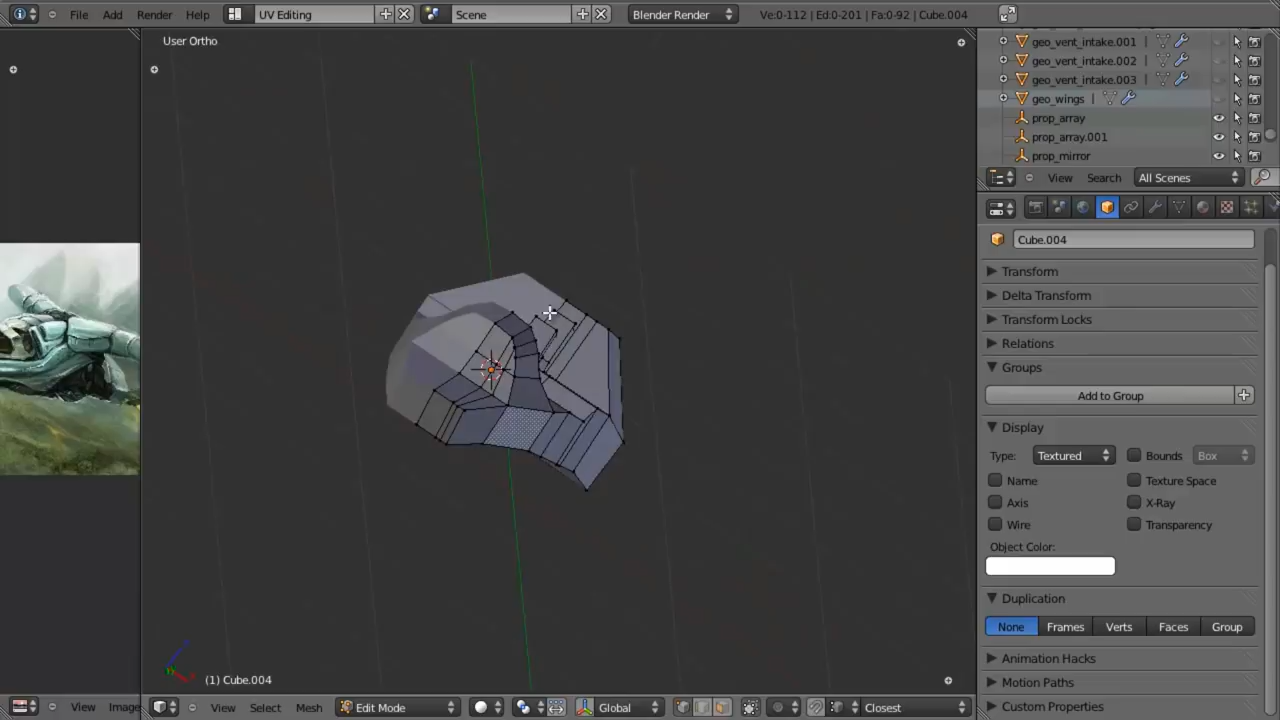 File Add Render Help UV Editing Scene Blender Render Ve:0-112 | Ed:0-201 | Fa:0-92 | Cube.004
User Ortho
geo_vent_intake.001
geo_vent_intake.002
geo_vent_intake.003
geo_wings
prop_array
prop_array.001
prop_mirror
View Search All Scenes
Cube.004
Transform
Delta Transform
Transform Locks
Relations
Groups
Add to Group
Display
Type: Textured Bounds Box
Name Texture Space
Axis X-Ray
Wire Transparency
Object Color:
Duplication
None Frames Verts Faces Group
Animation Hacks
Motion Paths
Custom Properties
(1) Cube.004
View Image View Select Mesh Edit Mode Global Closest